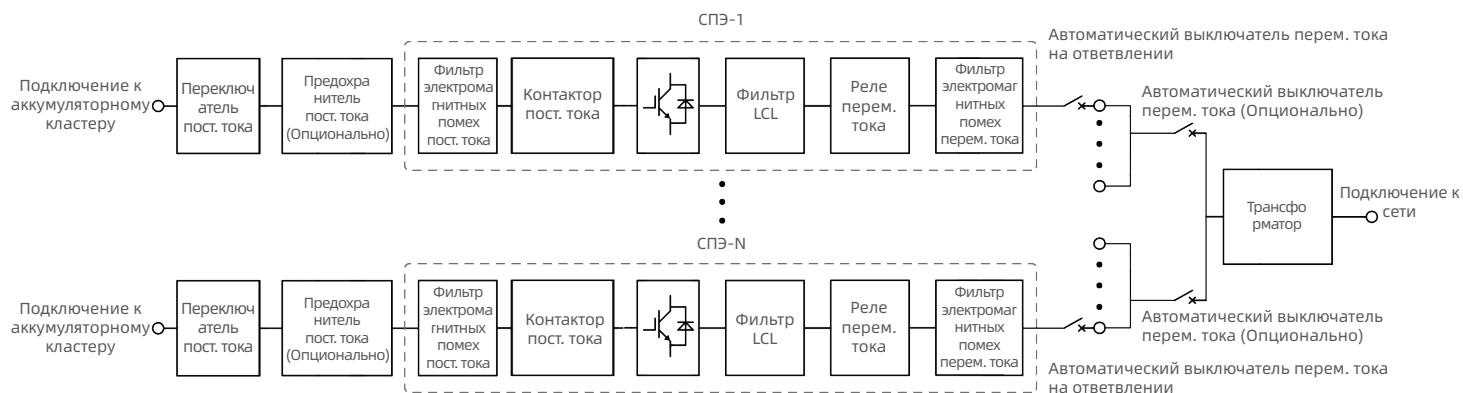 СПЭ-1
Автоматический выключатель перем. тока
на ответвлении
Подключение к
аккумуляторному
кластеру
Переключ
атель
пост. тока
Предохра
нитель
пост. тока
(Опционально)
Фильтр
электрома
гнитных
помех
пост. тока
Контактор
пост. тока
Фильтр
LCL
Реле
перем.
тока
Фильтр
электромаг
нитных
помех
перем. тока
Автоматический выключатель
перем. тока (Опционально)
Трансфо
рматор
Подключение к
сети
СПЭ-N
Подключение к
аккумуляторному
кластеру
Переключ
атель
пост. тока
Предохра
нитель
пост. тока
(Опционально)
Фильтр
электрома
гнитных
помех
пост. тока
Контактор
пост. тока
Фильтр
LCL
Реле
перем.
тока
Фильтр
электромаг
нитных
помех
перем. тока
Автоматический выключатель
перем. тока (Опционально)
Автоматический выключатель перем. тока
на ответвлении